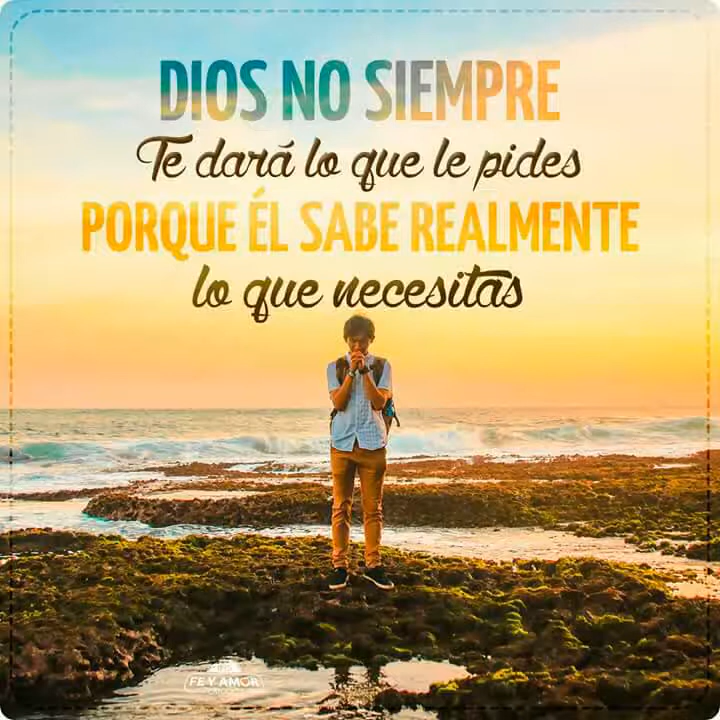 DIOS NO SIEMPRE
Te dará lo que le pides
PORQUE ÉL SABE REALMENTE
lo que necesitas
FE Y AMOR